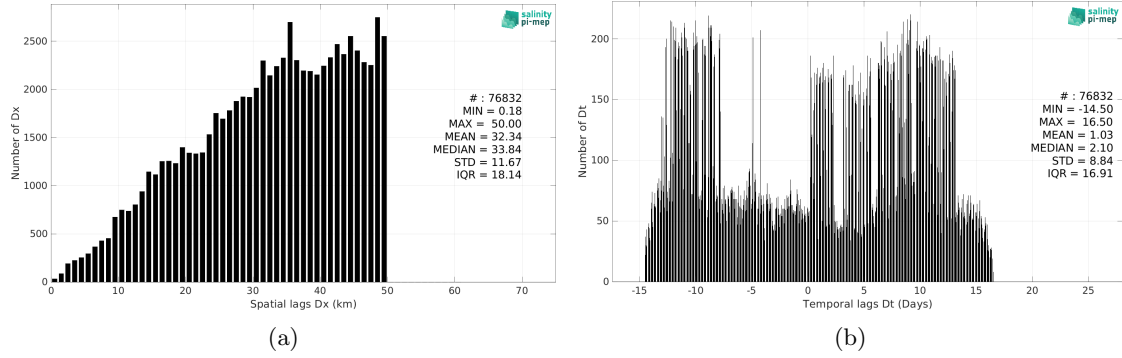 salinity
pi-mep
Number of Dx
2500
2000
1500
1000
500
0
# : 76832
MIN = 0.18
MAX = 50.00
MEAN = 32.34
MEDIAN = 33.84
STD = 11.67
IQR = 18.14
0 10 20 30 40 50 60 70
Spatial lags Dx (km)
(a)
salinity
pi-mep
Number of Dt
200
150
100
50
0
# : 76832
MIN = -14.50
MAX = 16.50
MEAN = 1.03
MEDIAN = 2.10
STD = 8.84
IQR = 16.91
-15 -10 -5 0 5 10 15 20 25
Temporal lags Dt (Days)
(b)